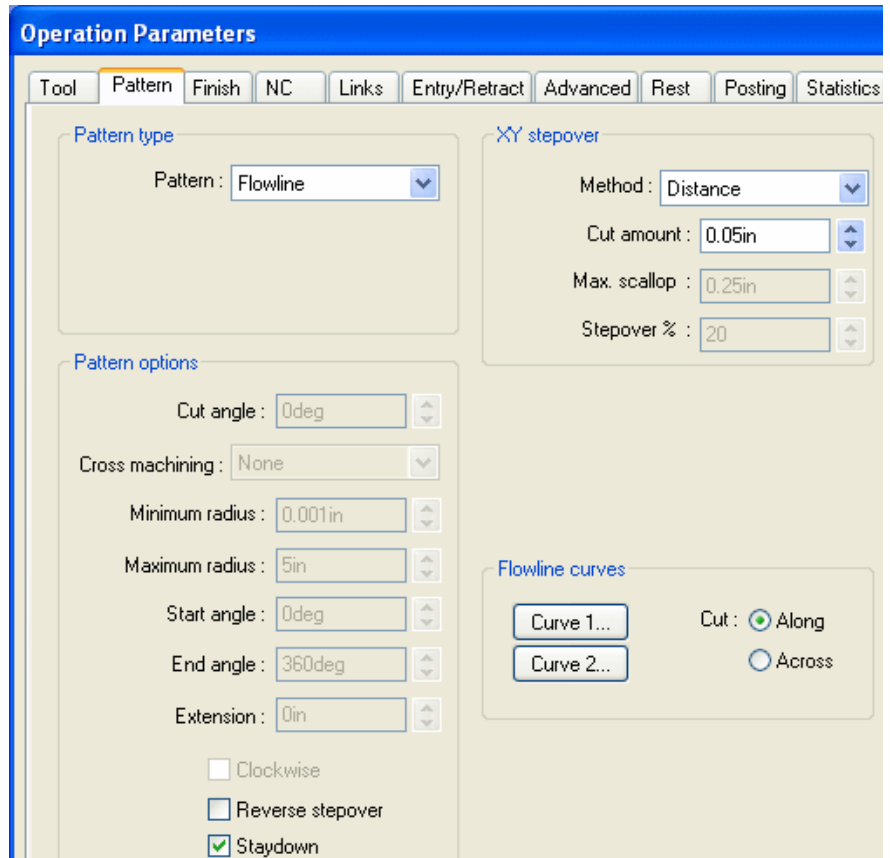 Operation Parameters
Tool Pattern Finish NC Links Entry/Retract Advanced Rest Posting Statistics
Pattern type
Pattern : Flowline
XY stepover
Method : Distance
Cut amount : 0.05in
Max. scallop : 0.25in
Stepover % : 20
Pattern options
Cut angle : 0deg
Cross machining : None
Minimum radius : 0.001in
Maximum radius : 5in
Start angle : 0deg
End angle : 360deg
Extension : 0in
Clockwise
Reverse stepover
Staydown
Flowline curves
Curve 1... Cut : Along
Curve 2... Across